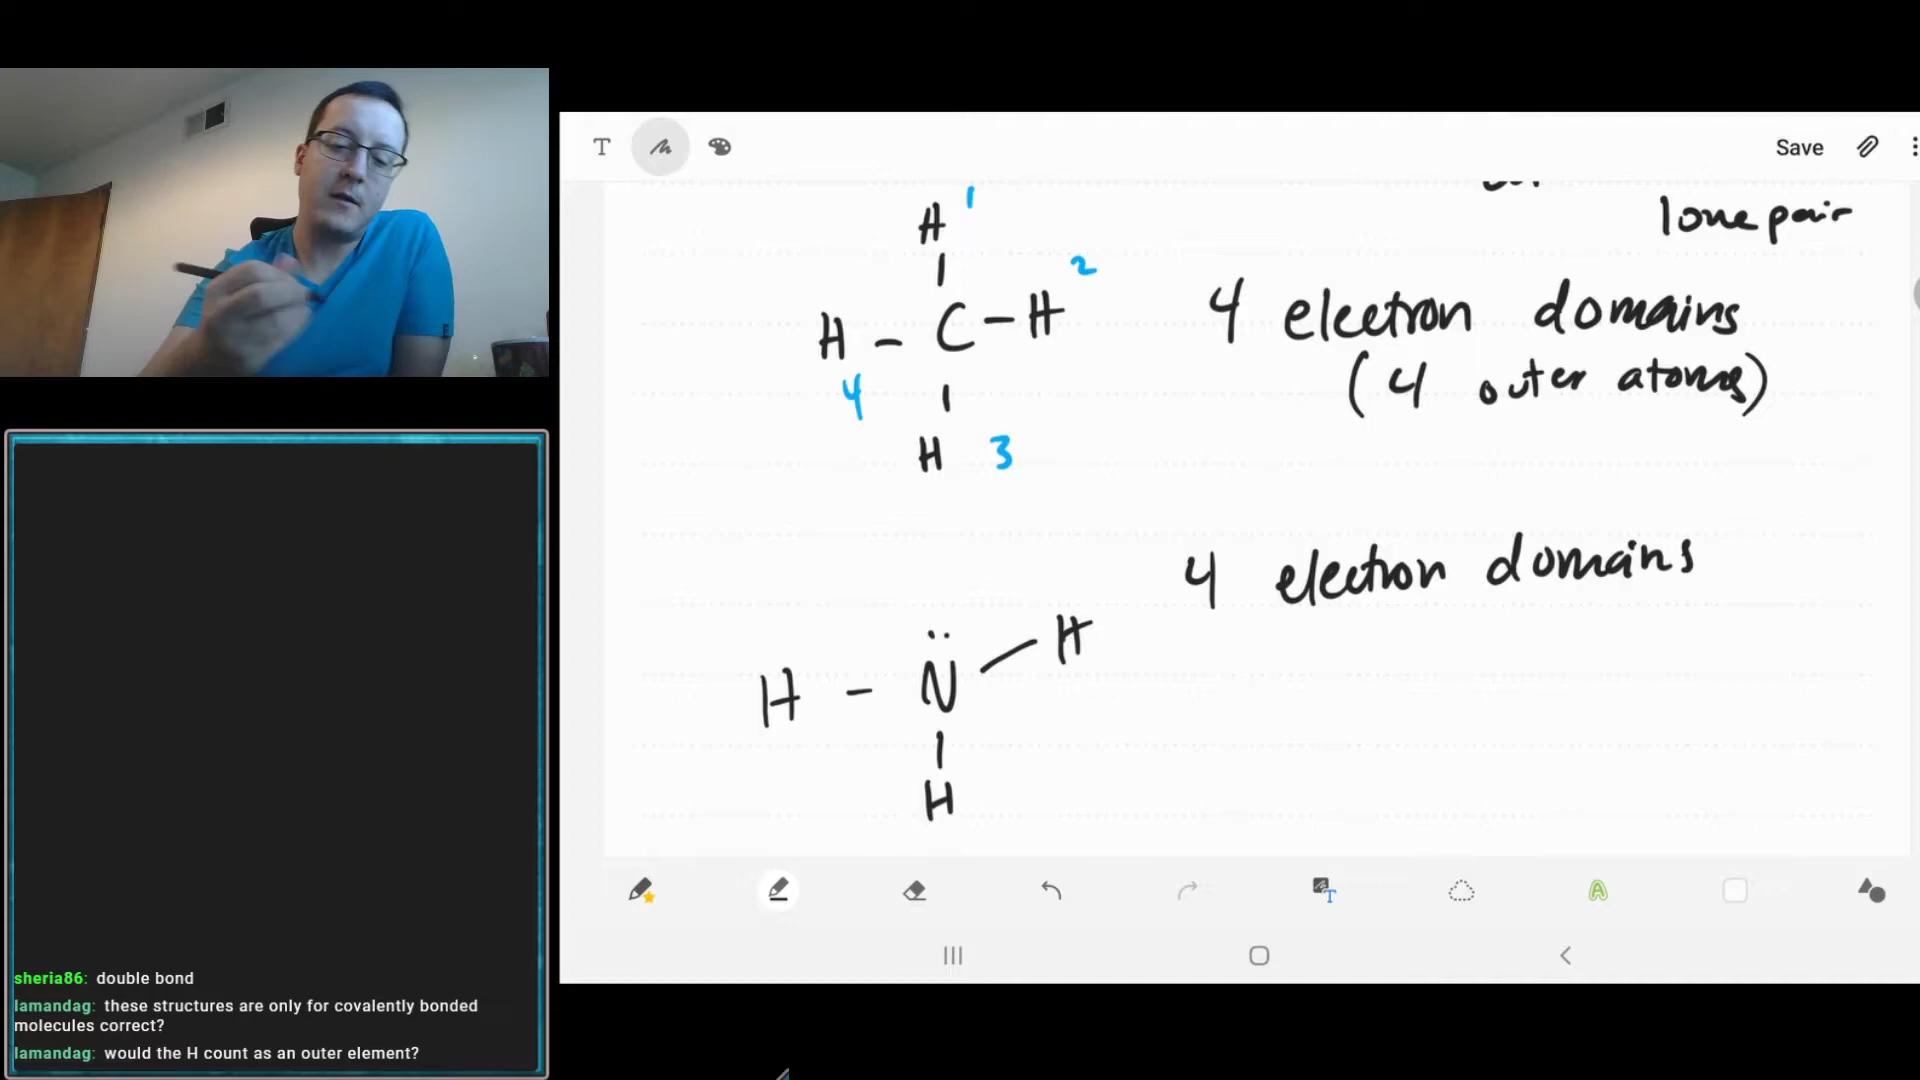 T
Save
lone pair
H 1
2
H - C - H
4 electron domains
(4 outer atoms)
4
H 3
4 electron domains
H
H - N
H
sheria86: double bond
lamandag: these structures are only for covalently bonded
molecules correct?
lamandag: would the H count as an outer element?